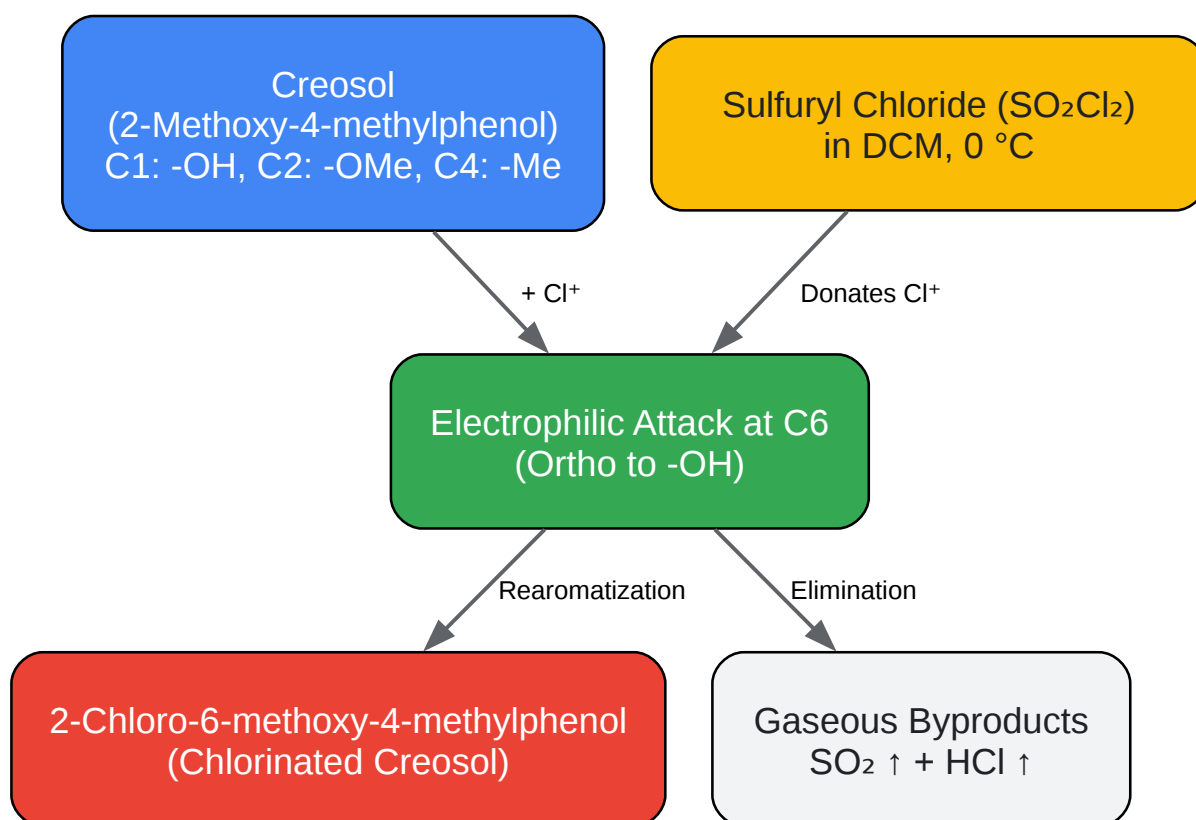 Creosol
(2-Methoxy-4-methylphenol)
C1: -OH, C2: -OMe, C4: -Me
Sulfuryl Chloride (SO₂Cl₂)
in DCM, 0 °C
+ Cl⁺
Donates Cl⁺
Electrophilic Attack at C6
(Ortho to -OH)
Rearomatization
Elimination
2-Chloro-6-methoxy-4-methylphenol
(Chlorinated Creosol)
Gaseous Byproducts
SO₂ ↑ + HCl ↑